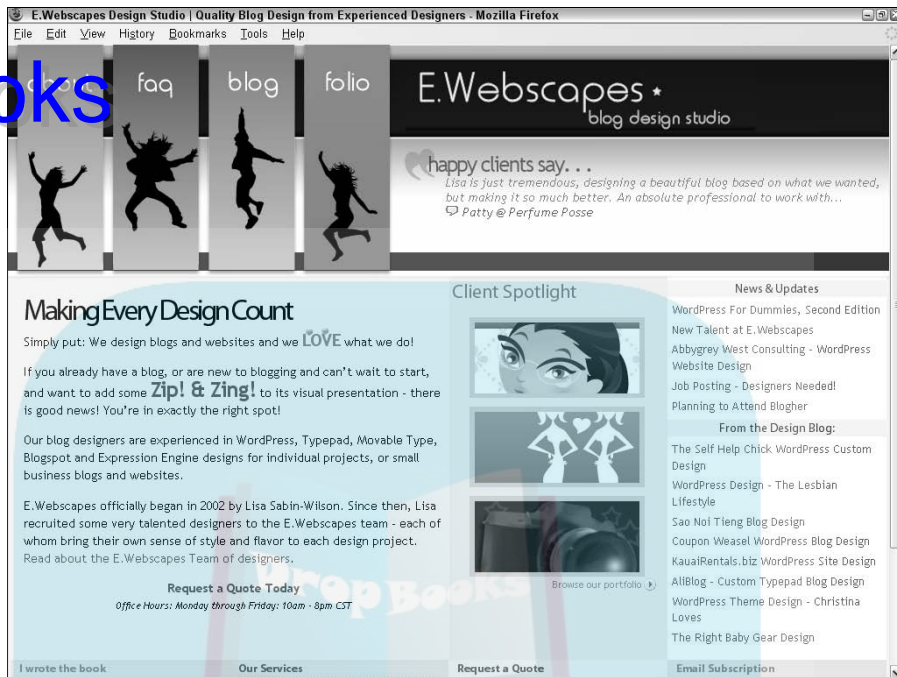 E.Webscapes Design Studio | Quality Blog Design from Experienced Designers - Mozilla Firefox
File Edit View History Bookmarks Tools Help
oks
about faq blog folio
E.Webscapes
blog design studio
happy clients say. . .
Lisa is just tremendous, designing a beautiful blog based on what we wanted,
but making it so much better. An absolute professional to work with...
Patty @ Perfume Posse
Making Every Design Count
Simply put: We design blogs and websites and we LOVE what we do!
If you already have a blog, or are new to blogging and can't wait to start,
and want to add some Zip! & Zing! to its visual presentation - there
is good news! You're in exactly the right spot!
Our blog designers are experienced in WordPress, Typepad, Movable Type,
Blogspot and Expression Engine designs for individual projects, or small
business blogs and websites.
E.Webscapes officially began in 2002 by Lisa Sabin-Wilson. Since then, Lisa
recruited some very talented designers to the E.Webscapes team - each of
whom bring their own sense of style and flavor to each design project.
Read about the E.Webscapes Team of designers.
Request a Quote Today
Office Hours: Monday through Friday: 10am - 8pm CST
DropBooks
Client Spotlight
Browse our portfolio
News & Updates
WordPress For Dummies, Second Edition
New Talent at E.Webscapes
Abbygrey West Consulting - WordPress
Website Design
Job Posting - Designers Needed!
Planning to Attend Blogher
From the Design Blog:
The Self Help Chick WordPress Custom
Design
WordPress Design - The Lesbian
Lifestyle
Sao Noi Tieng Blog Design
Coupon Weasel WordPress Blog Design
KauaiRentals.biz WordPress Site Design
AliBlog - Custom Typepad Blog Design
WordPress Theme Design - Christina
Loves
The Right Baby Gear Design
I wrote the book Our Services Request a Quote Email Subscription